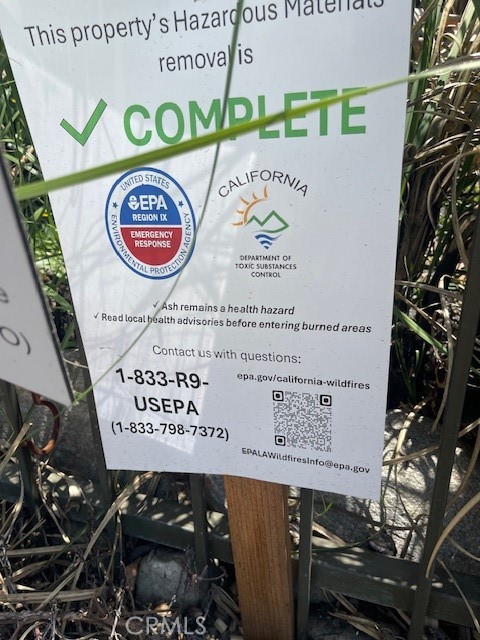 This property's Hazardous Materials
removal is
✓ COMPLETE
UNITED STATES
EPA
REGION IX
EMERGENCY
RESPONSE
ENVIRONMENTAL PROTECTION AGENCY
CALIFORNIA
DEPARTMENT OF
TOXIC SUBSTANCES
CONTROL
✓ Ash remains a health hazard
✓ Read local health advisories before entering burned areas
Contact us with questions:
1-833-R9-
USEPA
(1-833-798-7372)
epa.gov/california-wildfires
EPALAWildfiresInfo@epa.gov
CRMLS